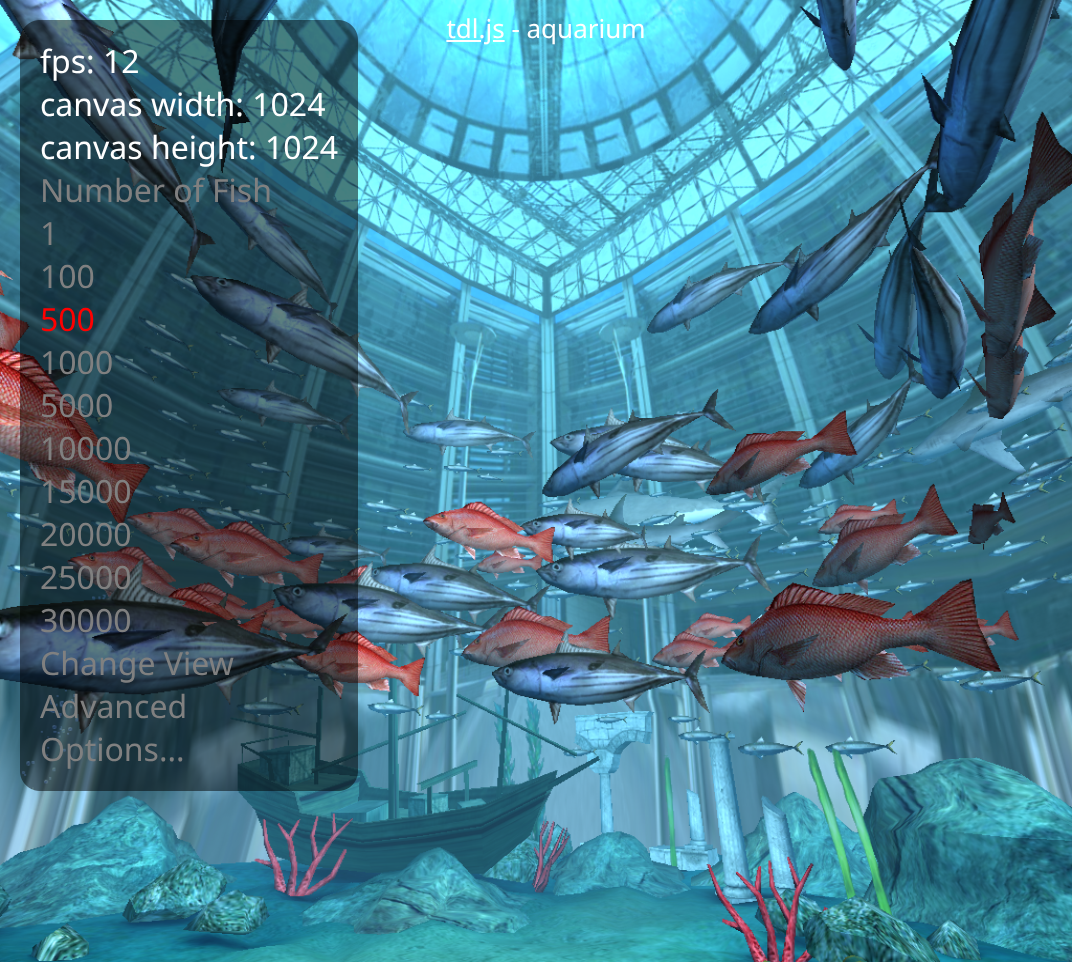 tdl.js - aquarium
fps: 12
canvas width: 1024
canvas height: 1024
Number of Fish
1
100
500
1000
5000
10000
15000
20000
25000
30000
Change View
Advanced
Options...